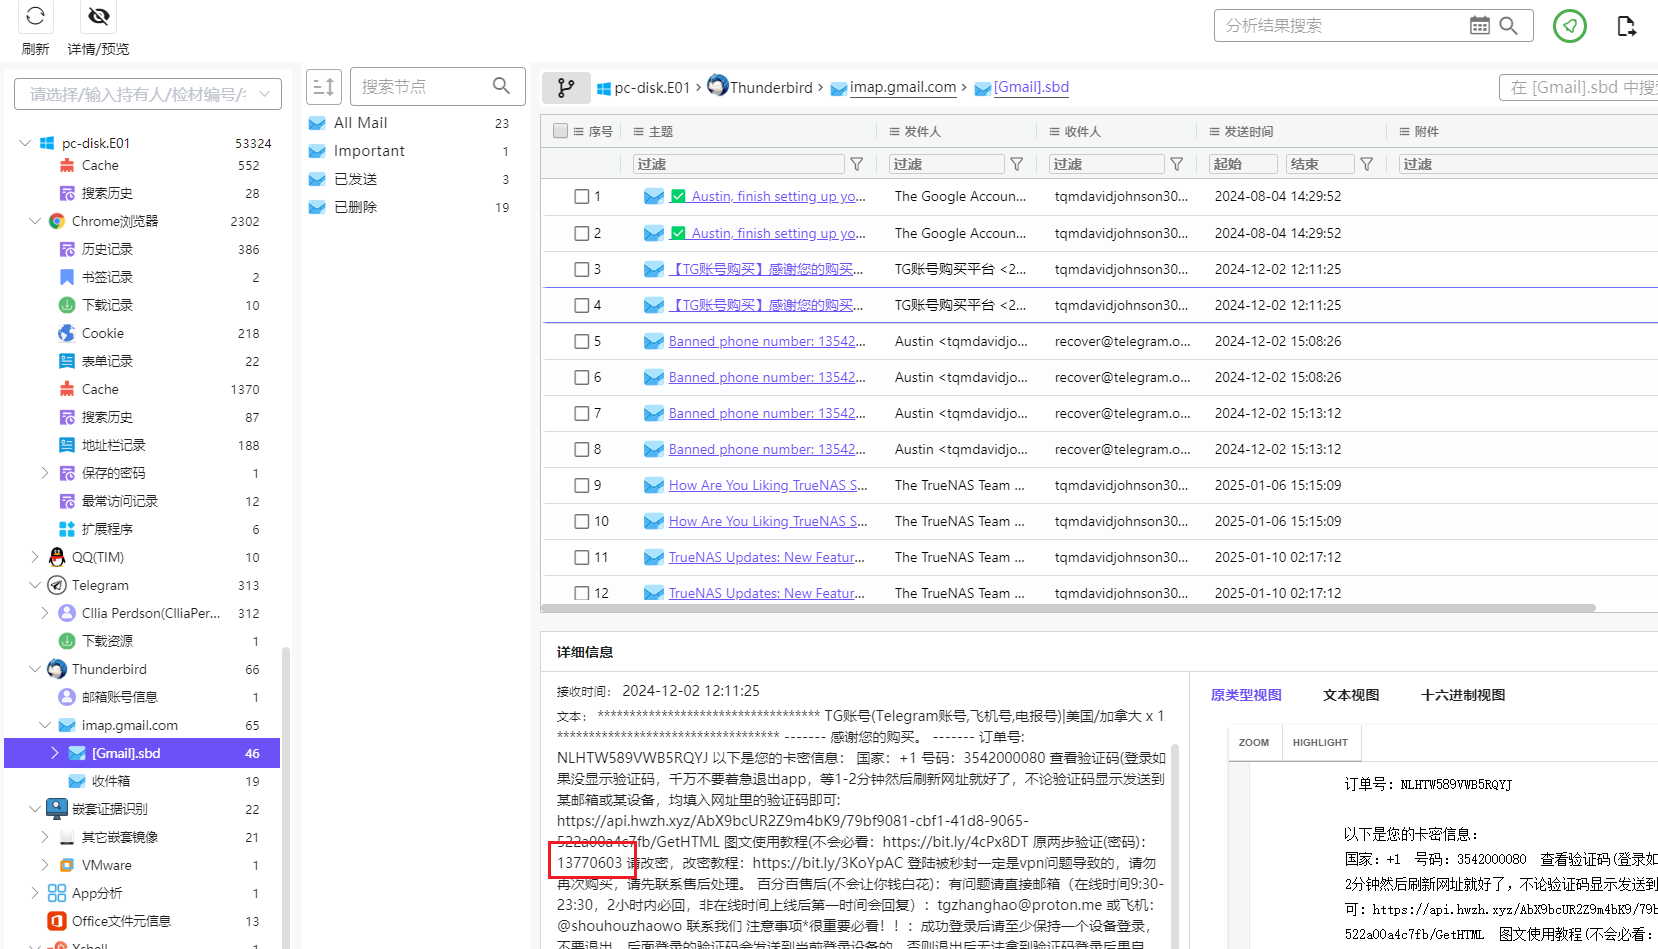 刷新
详情/预览
分析结果搜索
请选择/输入持有人/检材编号/
pc-disk.E01 53324
Cache 552
搜索历史 28
Chrome浏览器 2302
历史记录 386
书签记录 2
下载记录 10
Cookie 218
表单记录 22
Cache 1370
搜索历史 87
地址栏记录 188
保存的密码 1
最常访问记录 12
扩展程序 6
QQ(TIM) 10
Telegram 313
Cllia Perdson(ClliaPer... 312
下载资源 1
Thunderbird 66
邮箱账号信息 1
imap.gmail.com 65
[Gmail].sbd 46
收件箱 19
嵌套证据识别 22
其它嵌套镜像 21
VMware 1
App分析 1
Office文件元信息 13
Xshell 1
搜索节点
All Mail 23
Important 1
已发送 3
已删除 19
pc-disk.E01 > Thunderbird > imap.gmail.com > [Gmail].sbd
在 [Gmail].sbd 中搜
序号 主题 发件人 收件人 发送时间 附件
过滤 过滤 过滤 起始 结束 过滤
1 ✅ Austin, finish setting up yo... The Google Accoun... tqmdavidjohnson30... 2024-08-04 14:29:52
2 ✅ Austin, finish setting up yo... The Google Accoun... tqmdavidjohnson30... 2024-08-04 14:29:52
3 【TG账号购买】感谢您的购买... TG账号购买平台 <2... tqmdavidjohnson30... 2024-12-02 12:11:25
4 【TG账号购买】感谢您的购买... TG账号购买平台 <2... tqmdavidjohnson30... 2024-12-02 12:11:25
5 Banned phone number: 13542... Austin <tqmdavidjo... recover@telegram.o... 2024-12-02 15:08:26
6 Banned phone number: 13542... Austin <tqmdavidjo... recover@telegram.o... 2024-12-02 15:08:26
7 Banned phone number: 13542... Austin <tqmdavidjo... recover@telegram.o... 2024-12-02 15:13:12
8 Banned phone number: 13542... Austin <tqmdavidjo... recover@telegram.o... 2024-12-02 15:13:12
9 How Are You Liking TrueNAS S... The TrueNAS Team ... tqmdavidjohnson30... 2025-01-06 15:15:09
10 How Are You Liking TrueNAS S... The TrueNAS Team ... tqmdavidjohnson30... 2025-01-06 15:15:09
11 TrueNAS Updates: New Featur... The TrueNAS Team ... tqmdavidjohnson30... 2025-01-10 02:17:12
12 TrueNAS Updates: New Featur... The TrueNAS Team ... tqmdavidjohnson30... 2025-01-10 02:17:12
详细信息
接收时间: 2024-12-02 12:11:25
文本: *********************************** TG账号(Telegram账号,飞机号,电报号)|美国/加拿大 x 1
*********************************** ------- 感谢您的购买。 ------- 订单号:
NLHTW589VWB5RQYJ 以下是您的卡密信息: 国家: +1 号码: 3542000080 查看验证码(登录如
果没显示验证码, 千万不要着急退出app, 等1-2分钟然后刷新网址就好了, 不论验证码显示发送到
某邮箱或某设备, 均填入网址里的验证码即可:
https://api.hwzh.xyz/AbX9bcUR2Z9m4bK9/79bf9081-cbf1-41d8-9065-
522a00a4c7fb/GetHTML 图文使用教程(不会必看: https://bit.ly/4cPx8DT 原两步验证(密码):
13770603 请改密, 改密教程: https://bit.ly/3KoYpAC 登陆被秒封一定是vpn问题导致的, 请勿
再次购买, 请先联系售后处理。 百分百售后(不会让你钱白花): 有问题请直接邮箱 (在线时间9:30-
23:30, 2小时内必回, 非在线时间上线后第一时间会回复) : tgzhanghao@proton.me 或飞机:
@shouhouzhaowo 联系我们 注意事项*很重要必看! ! : 成功登录后请至少保持一个设备登录,
不要退出, 后面登录的验证码会发送到当前登录设备的, 否则退出后无法拿到验证码登录后果自
原类型视图 文本视图 十六进制视图
ZOOM HIGHLIGHT
订单号: NLHTW589VWB5RQYJ
以下是您的卡密信息:
国家: +1 号码: 3542000080 查看验证码(登录如
2分钟然后刷新网址就好了, 不论验证码显示发送到
可: https://api.hwzh.xyz/AbX9bcUR2Z9m4bK9/79b
522a00a4c7fb/GetHTML 图文使用教程(不会必看: